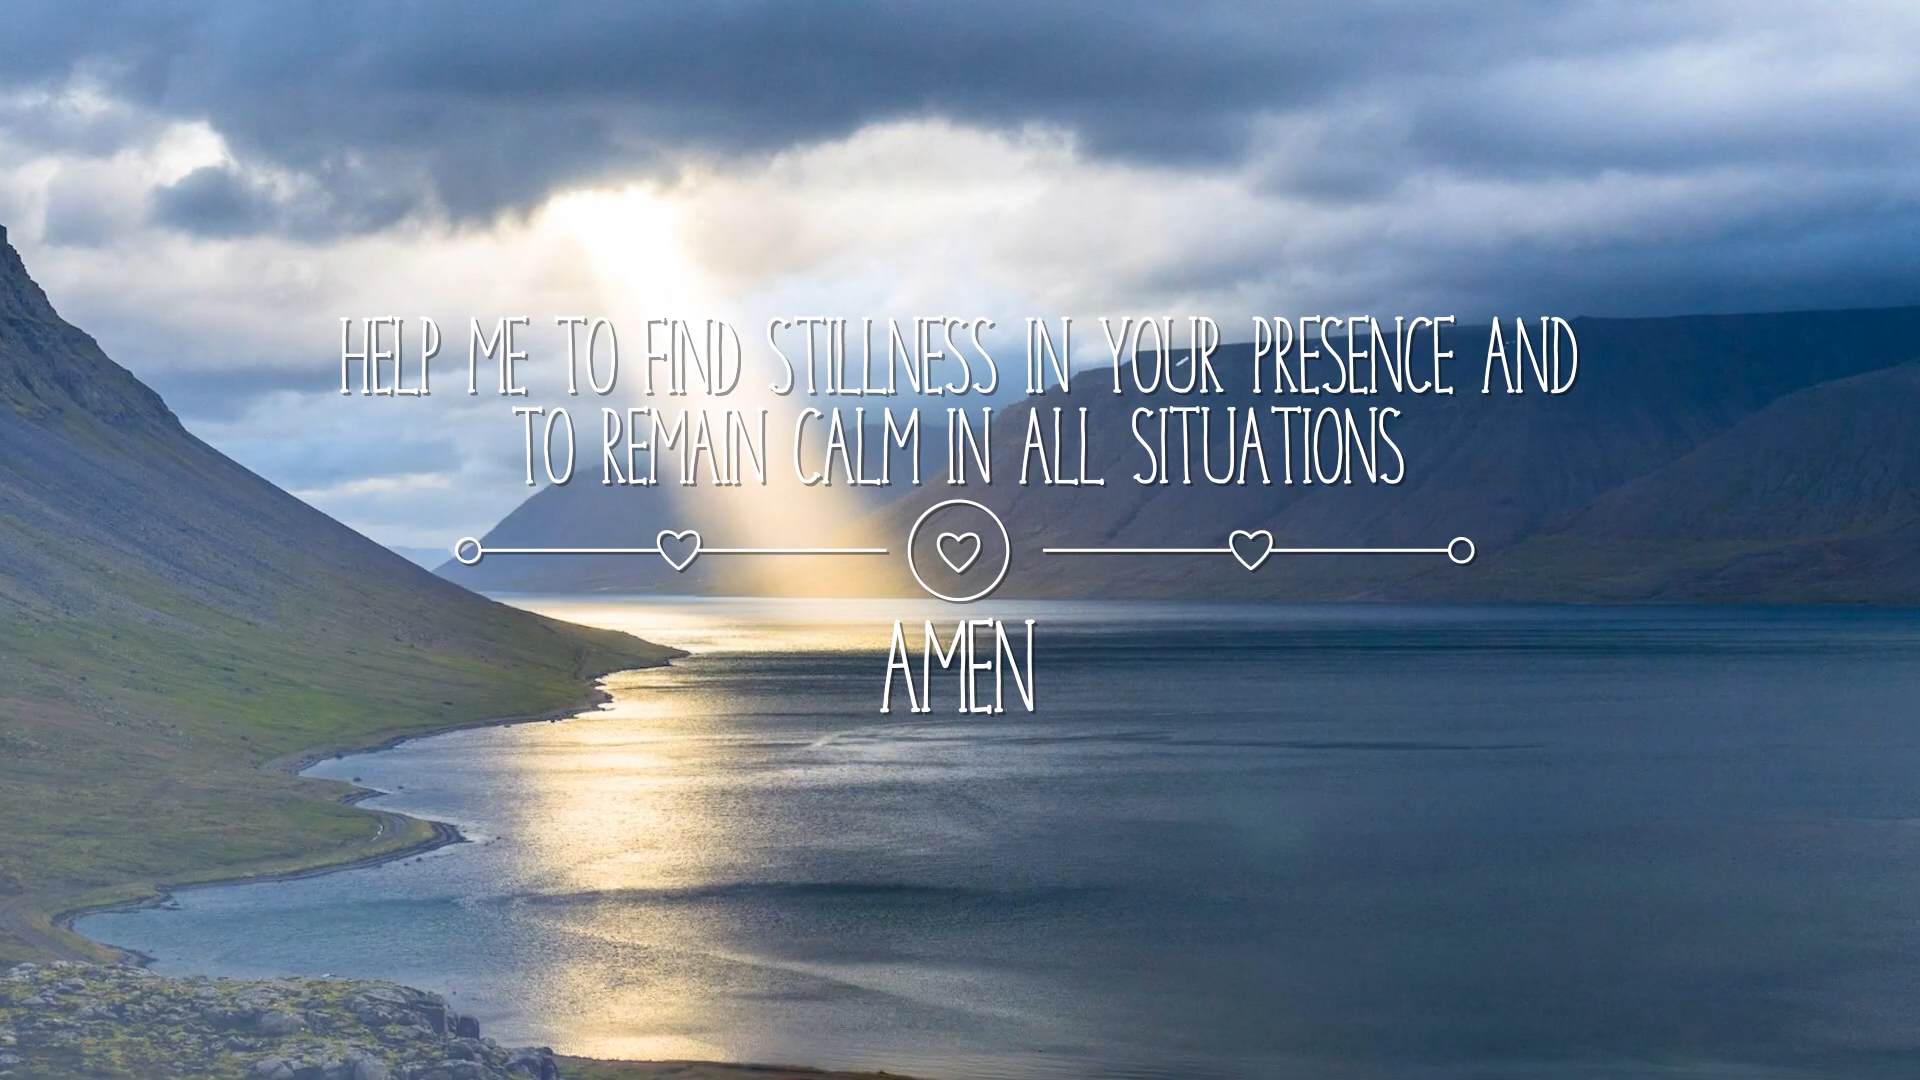 HELP ME TO FIND STILLNESS IN YOUR PRESENCE AND
TO REMAIN CALM IN ALL SITUATIONS
AMEN